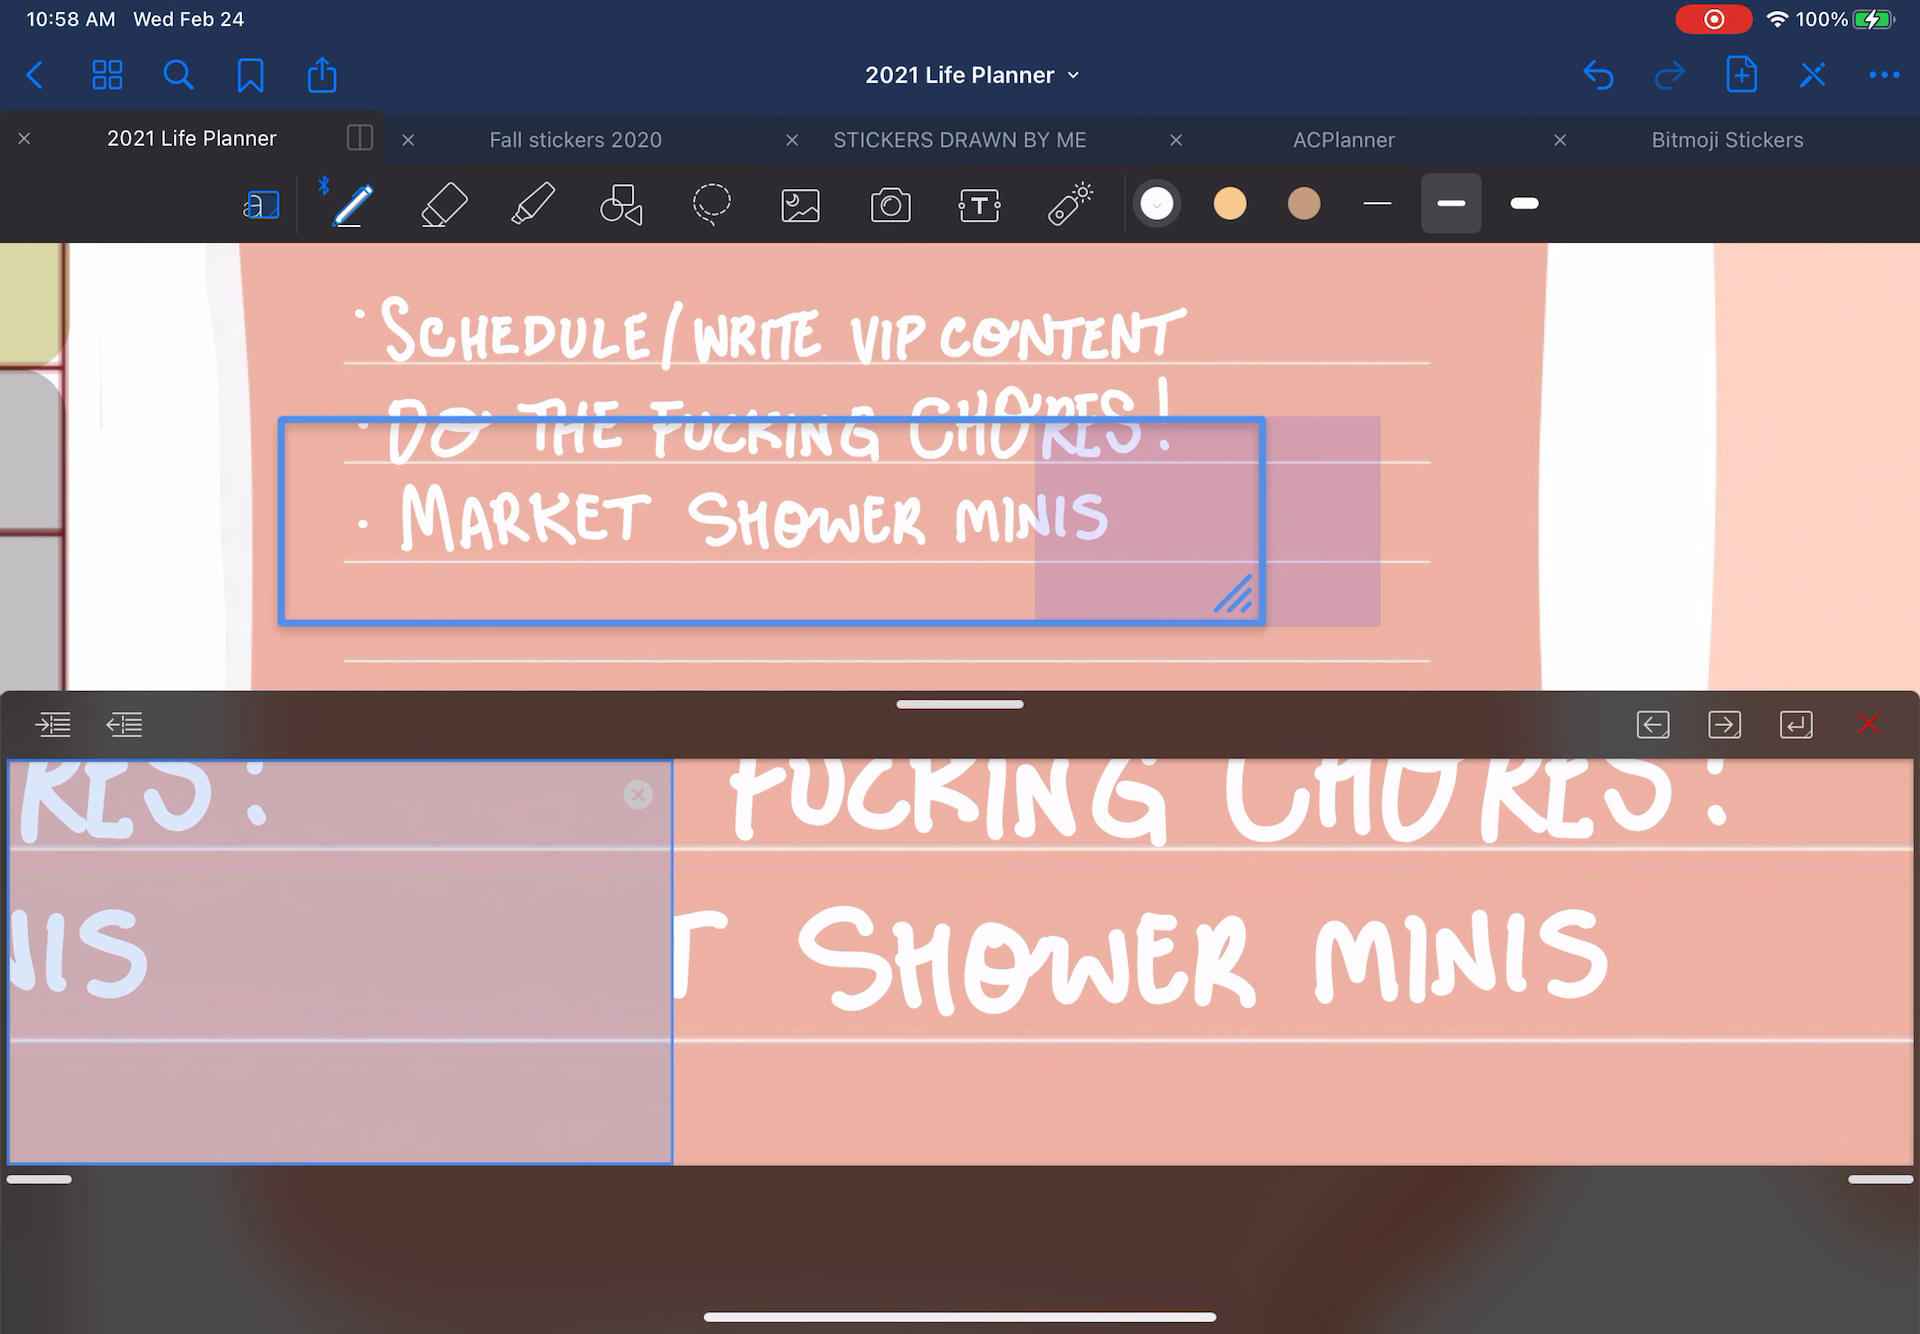 10:58 AM Wed Feb 24
100%
2021 Life Planner
2021 Life Planner
Fall stickers 2020
STICKERS DRAWN BY ME
ACPlanner
Bitmoji Stickers
· SCHEDULE/WRITE VIP CONTENT
· DO THE FUCKING CHORES!
· MARKET SHOWER MINIS
RES!
FUCKING CHORES!
NIS
T SHOWER MINIS